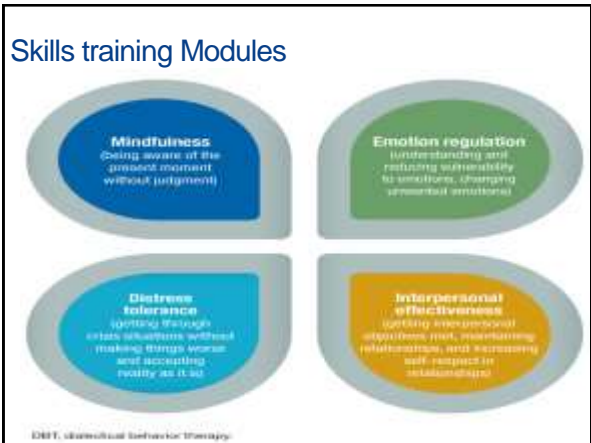 Skills training Modules
Mindfulness
(being aware of the
present moment
without judgment)
Emotion regulation
(understanding and
reducing vulnerability
to emotions, changing
unwanted emotions)
Distress
tolerance
(getting through
crisis situations without
making things worse
and accepting
reality as it is)
Interpersonal
effectiveness
(getting interpersonal
objectives met, maintaining
relationships, and increasing
self-respect in
relationships)
DBT, dialectical behavior therapy.